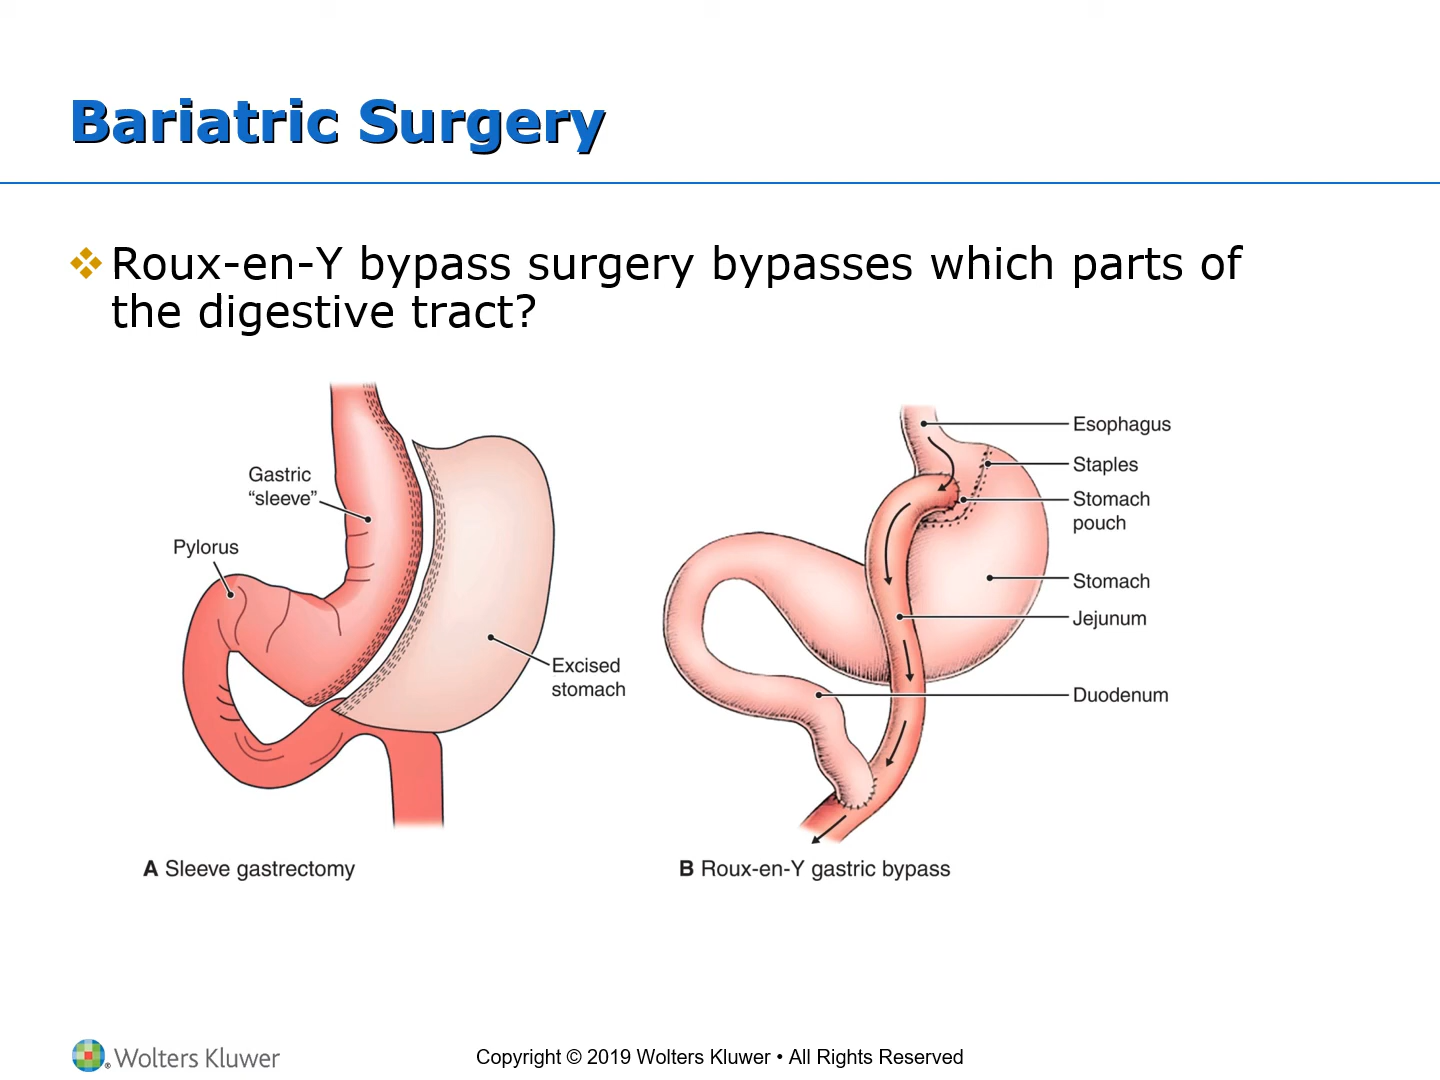 Bariatric Surgery
Roux-en-Y bypass surgery bypasses which parts of
the digestive tract?
Gastric
“sleeve”
Pylorus
Excised
stomach
A Sleeve gastrectomy
Esophagus
Staples
Stomach
pouch
Stomach
Jejunum
Duodenum
B Roux-en-Y gastric bypass
Wolters Kluwer
Copyright © 2019 Wolters Kluwer • All Rights Reserved